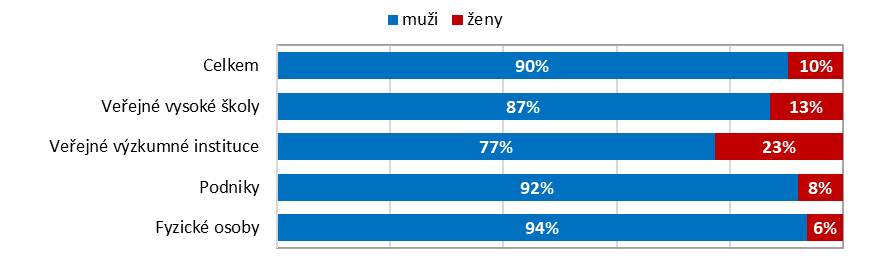 muži ženy
Celkem 90% 10%
Veřejné vysoké školy 87% 13%
Veřejné výzkumné instituce 77% 23%
Podniky 92% 8%
Fyzické osoby 94% 6%